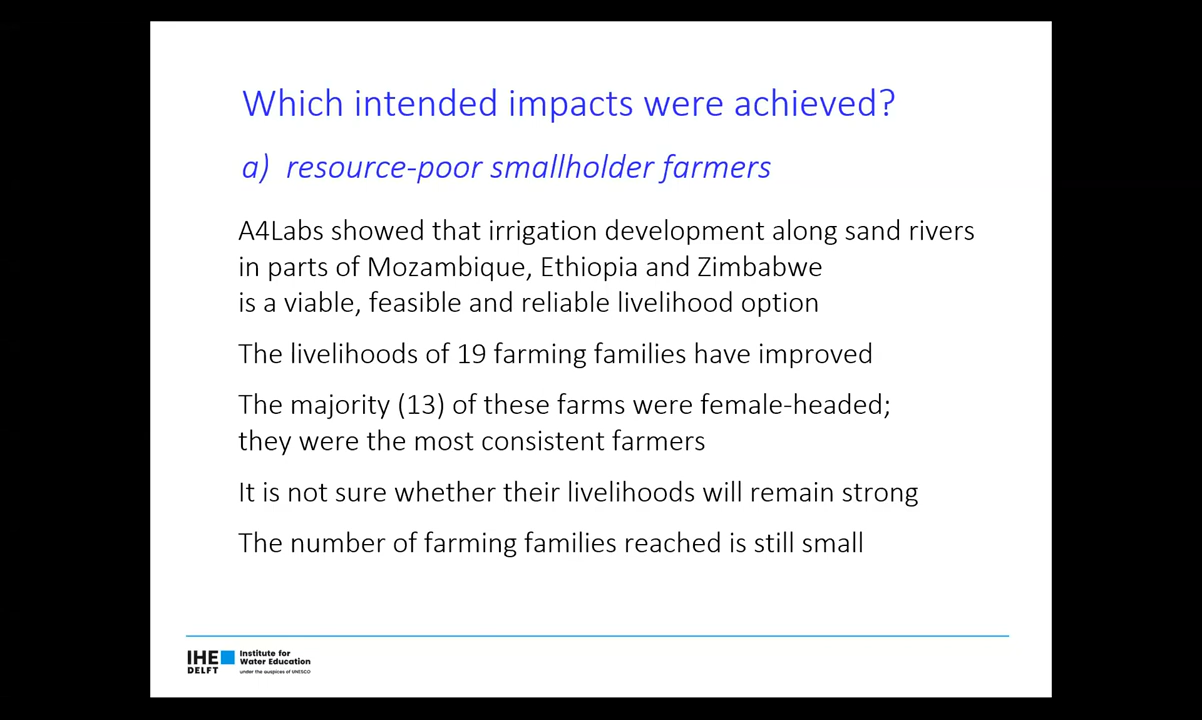 Which intended impacts were achieved?
a) resource-poor smallholder farmers
A4Labs showed that irrigation development along sand rivers
in parts of Mozambique, Ethiopia and Zimbabwe
is a viable, feasible and reliable livelihood option
The livelihoods of 19 farming families have improved
The majority (13) of these farms were female-headed;
they were the most consistent farmers
It is not sure whether their livelihoods will remain strong
The number of farming families reached is still small
IHE DELFT
Institute for
Water Education
under the auspices of UNESCO